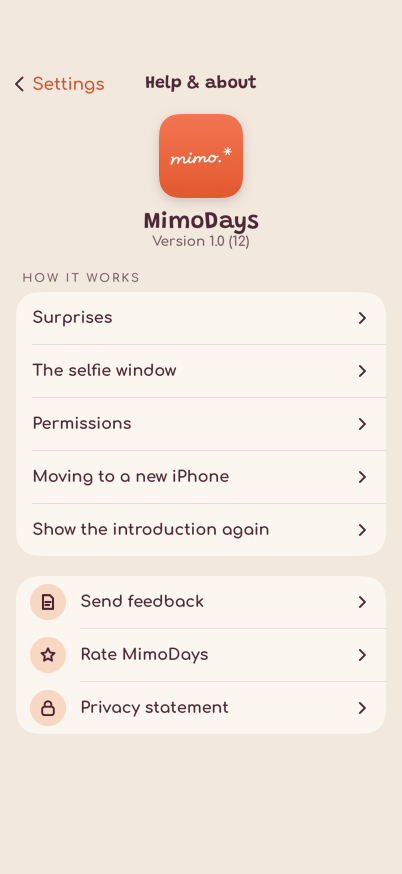 Settings
Help & about
mimo.*
MimoDays
Version 1.0 (12)
HOW IT WORKS
Surprises
The selfie window
Permissions
Moving to a new iPhone
Show the introduction again
Send feedback
Rate MimoDays
Privacy statement